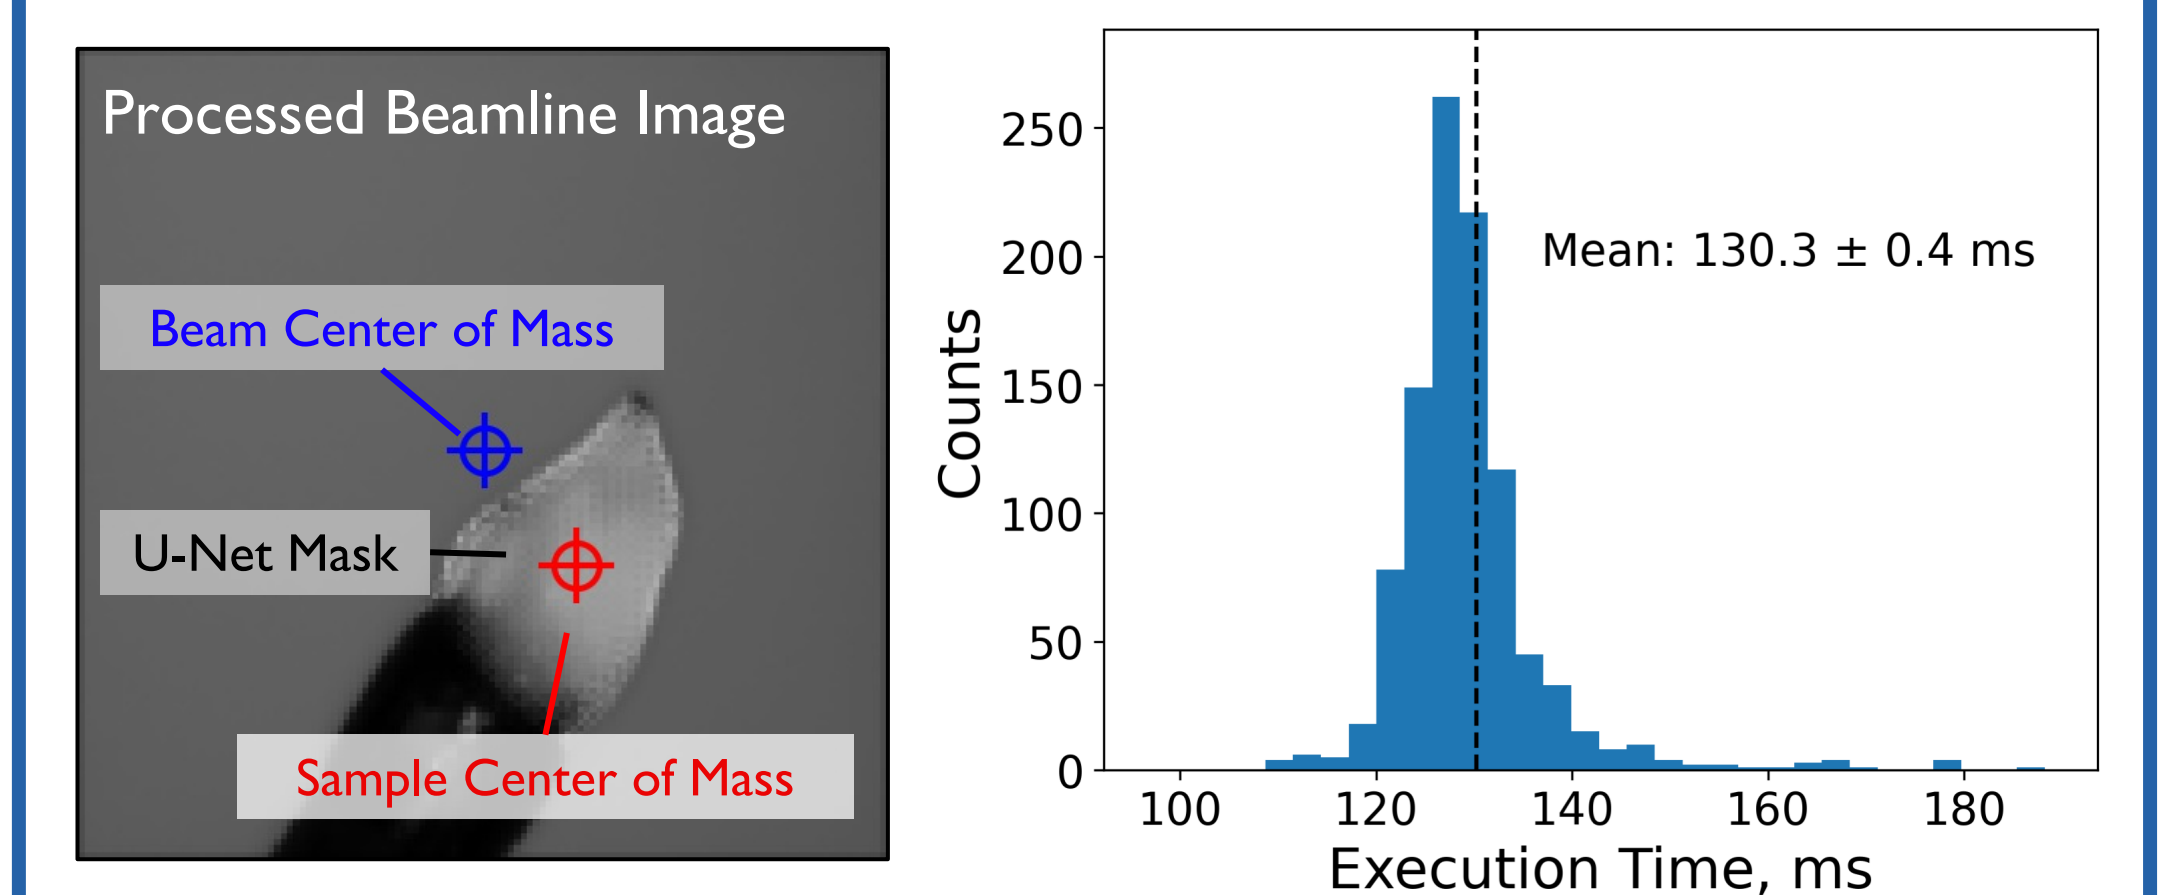 Processed Beamline Image
Beam Center of Mass
U-Net Mask
Sample Center of Mass
Counts
250
200
150
100
50
0
Mean: 130.3 ± 0.4 ms
100 120 140 160 180
Execution Time, ms